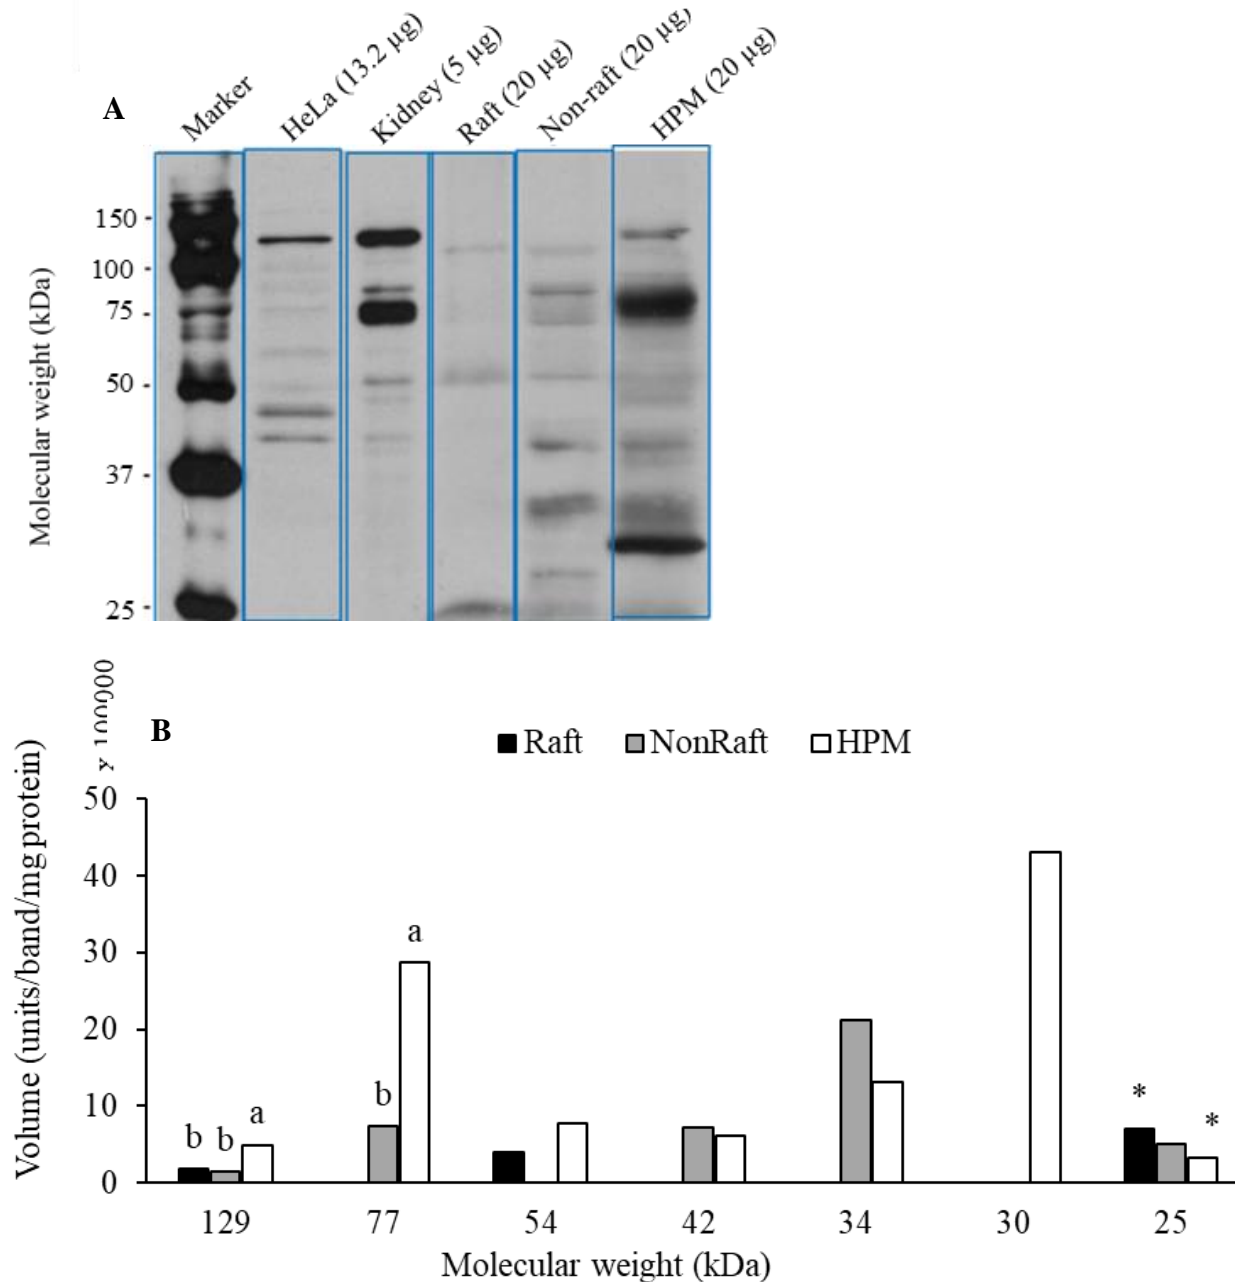 A
Marker
HeLa (13.2 µg)
Kidney (5 µg)
Raft (20 µg)
Non-raft (20 µg)
HPM (20 µg)
Molecular weight (kDa)
150
100
75
50
37
25
x 100000
B
Raft NonRaft HPM
Volume (units/band/mg protein)
50
40
30
20
10
0
b b a
b a
* *
129 77 54 42 34 30 25
Molecular weight (kDa)